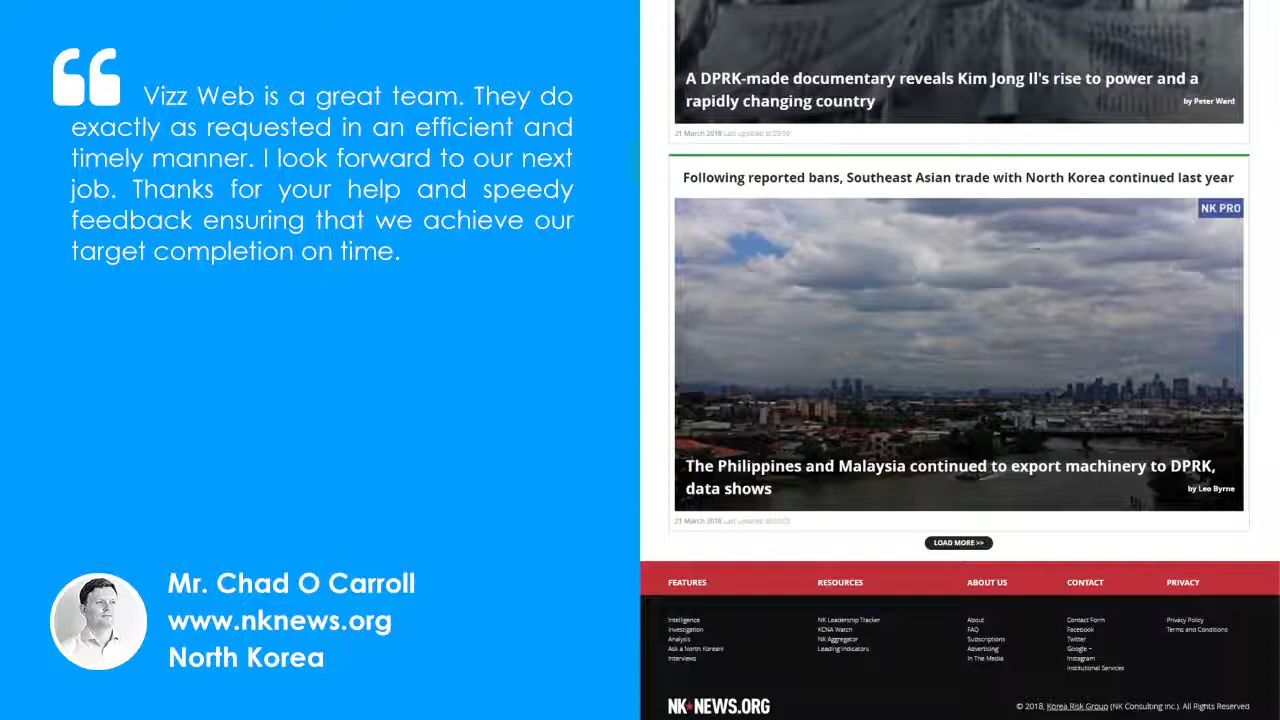 Vizz Web is a great team. They do
exactly as requested in an efficient and
timely manner. I look forward to our next
job. Thanks for your help and speedy
feedback ensuring that we achieve our
target completion on time.
Mr. Chad O Carroll
www.nknews.org
North Korea
A DPRK-made documentary reveals Kim Jong Il's rise to power and a
rapidly changing country
by Peter Ward
21 March 2018
Following reported bans, Southeast Asian trade with North Korea continued last year
NK PRO
The Philippines and Malaysia continued to export machinery to DPRK,
data shows
by Leo Byrne
21 March 2018
LOAD MORE >>
FEATURES RESOURCES ABOUT US CONTACT PRIVACY
Intelligence NK Leadership Tracker About Contact Form Privacy Policy
Investigation KCNA Watch FAQ Facebook Terms and Conditions
Analysis NK Aggregator Subscriptions Twitter
Ask a North Korean! Leading Indicators Advertising Google +
Interviews In The Media Instagram
Institutional Services
NK★NEWS.ORG
© 2018, Korea Risk Group (NK Consulting Inc.). All Rights Reserved